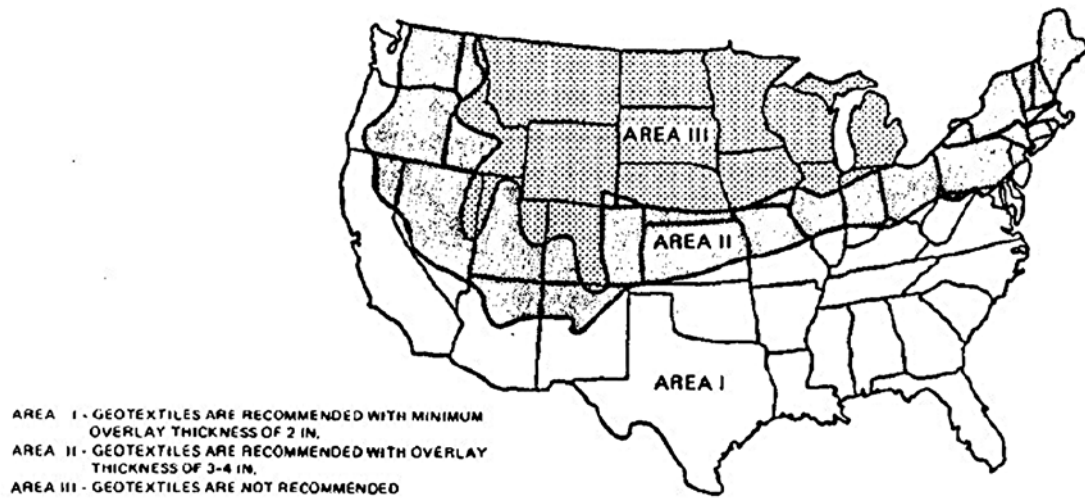 AREA III
AREA II
AREA I
AREA I - GEOTEXTILES ARE RECOMMENDED WITH MINIMUM
OVERLAY THICKNESS OF 2 IN.
AREA II - GEOTEXTILES ARE RECOMMENDED WITH OVERLAY
THICKNESS OF 3-4 IN.
AREA III - GEOTEXTILES ARE NOT RECOMMENDED